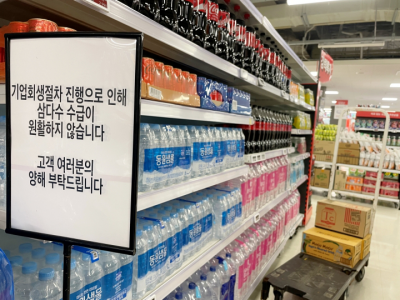 기업회생절차 진행으로 인해
삼다수 수급이
원활하지 않습니다
고객 여러분의
양해 부탁드립니다